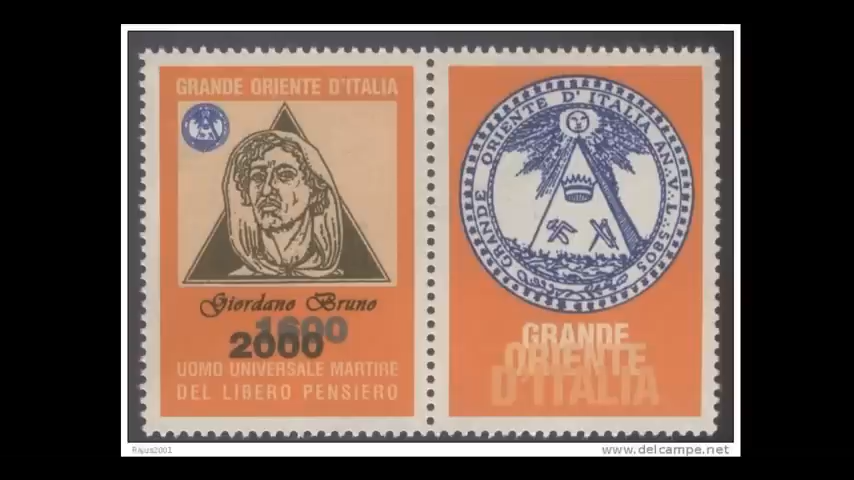 GRANDE ORIENTE D'ITALIA
Giordano Bruno
1600
2000
UOMO UNIVERSALE MARTIRE
DEL LIBERO PENSIERO
GRANDE ORIENTE D'ITALIA AN. V. L. 5805
GRANDE
ORIENTE
D'ITALIA
Rajus2001
www.delcampe.net